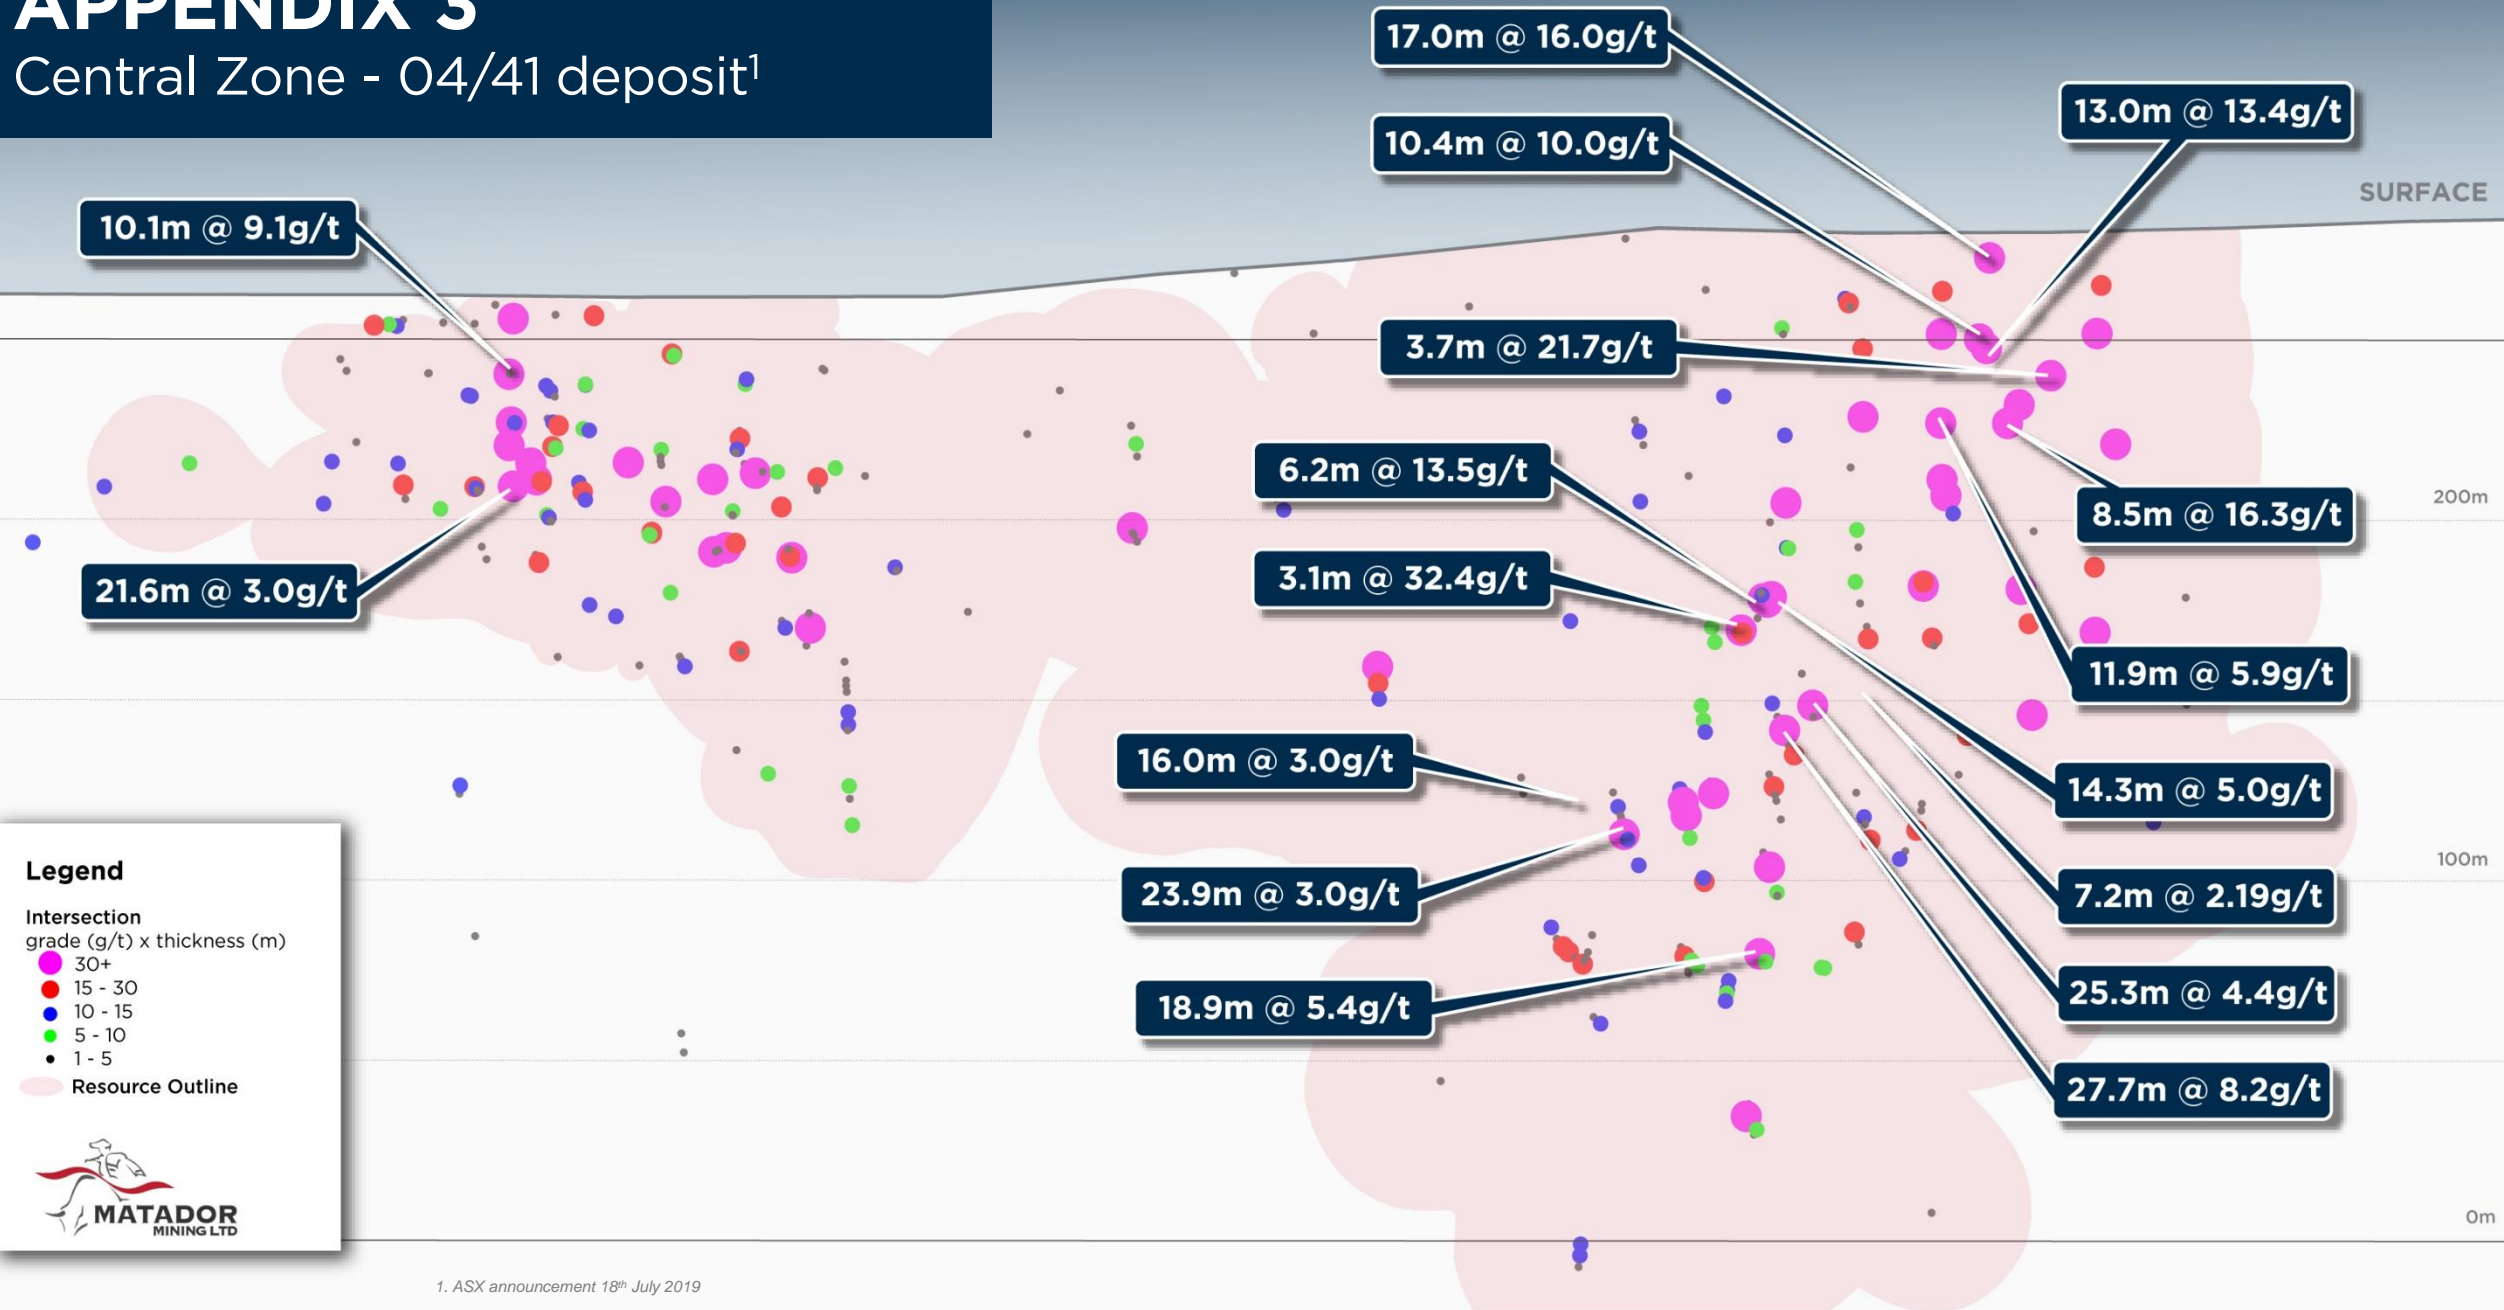 APPENDIX 3
Central Zone - 04/41 deposit¹
17.0m @ 16.0g/t
13.0m @ 13.4g/t
10.4m @ 10.0g/t
SURFACE
10.1m @ 9.1g/t
3.7m @ 21.7g/t
6.2m @ 13.5g/t
200m
8.5m @ 16.3g/t
3.1m @ 32.4g/t
21.6m @ 3.0g/t
11.9m @ 5.9g/t
16.0m @ 3.0g/t
14.3m @ 5.0g/t
100m
23.9m @ 3.0g/t
7.2m @ 2.19g/t
18.9m @ 5.4g/t
25.3m @ 4.4g/t
27.7m @ 8.2g/t
0m
Legend
Intersection
grade (g/t) x thickness (m)
30+
15 - 30
10 - 15
5 - 10
1 - 5
Resource Outline
MATADOR
MINING LTD
1. ASX announcement 18th July 2019